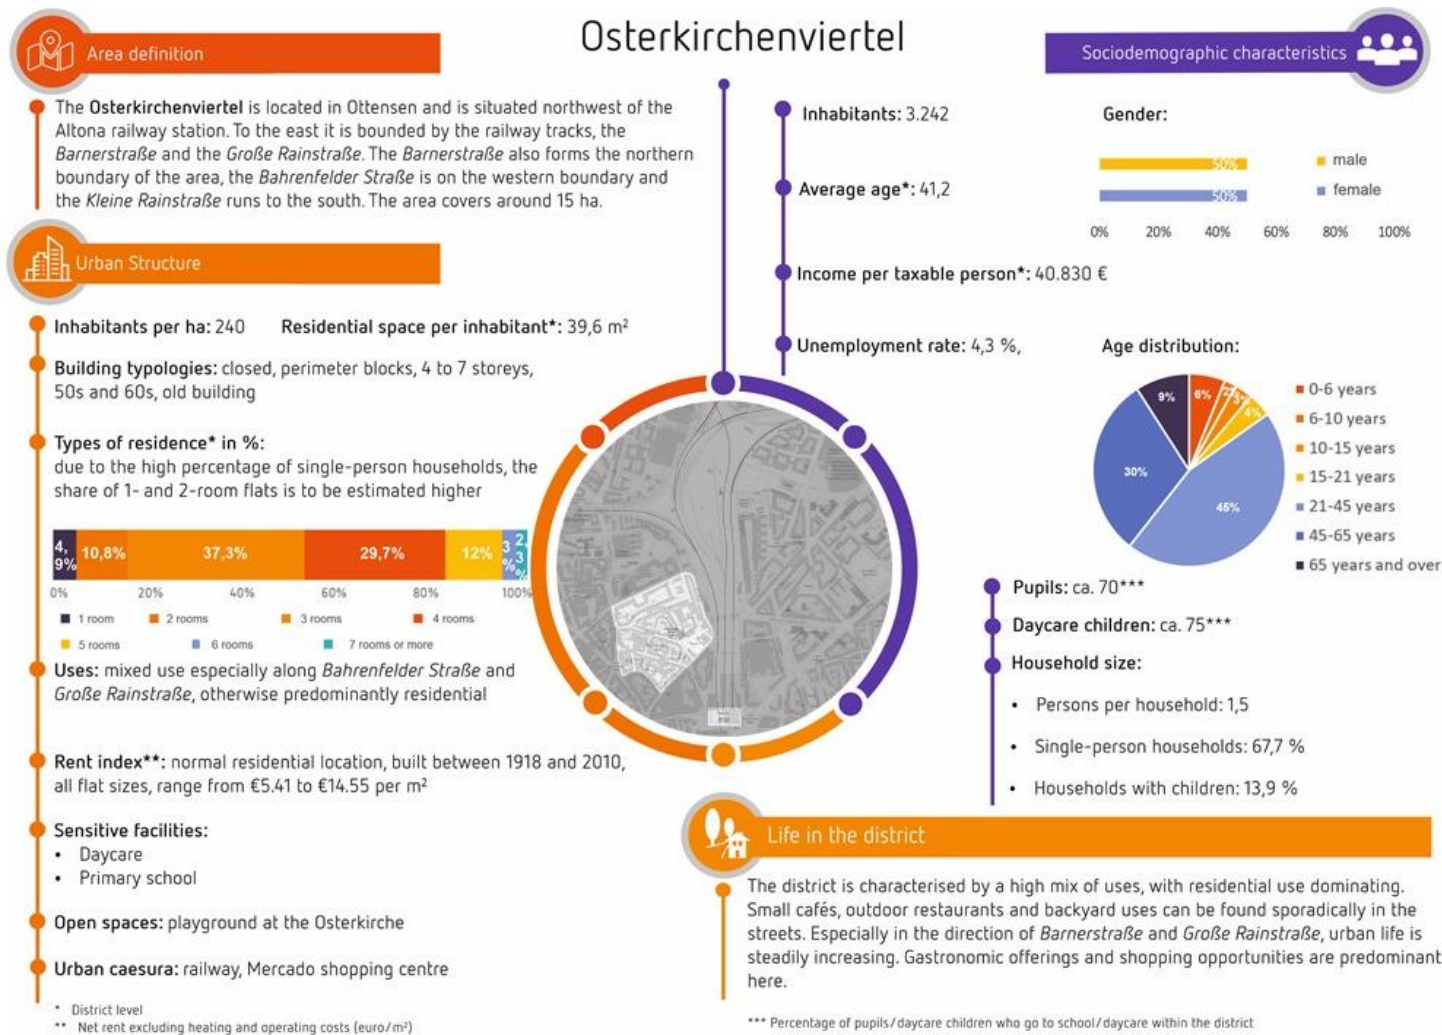 Osterkirchenviertel
Area definition
The Osterkirchenviertel is located in Ottensen and is situated northwest of the
Altona railway station. To the east it is bounded by the railway tracks, the
Barnerstraße and the Große Rainstraße. The Barnerstraße also forms the northern
boundary of the area, the Bahrenfelder Straße is on the western boundary and
the Kleine Rainstraße runs to the south. The area covers around 15 ha.
Urban Structure
Inhabitants per ha: 240 Residential space per inhabitant*: 39,6 m²
Building typologies: closed, perimeter blocks, 4 to 7 storeys,
50s and 60s, old building
Types of residence* in %:
due to the high percentage of single-person households, the
share of 1- and 2-room flats is to be estimated higher
4,
9%
10,8%
37,3%
29,7%
12%
3
%
2,
3
%
0% 20% 40% 60% 80% 100%
1 room 2 rooms 3 rooms 4 rooms
5 rooms 6 rooms 7 rooms or more
Uses: mixed use especially along Bahrenfelder Straße and
Große Rainstraße, otherwise predominantly residential
Rent index**: normal residential location, built between 1918 and 2010,
all flat sizes, range from €5.41 to €14.55 per m²
Sensitive facilities:
• Daycare
• Primary school
Open spaces: playground at the Osterkirche
Urban caesura: railway, Mercado shopping centre
* District level
** Net rent excluding heating and operating costs (euro/m²)
Sociodemographic characteristics
Inhabitants: 3.242
Average age*: 41,2
Income per taxable person*: 40.830 €
Unemployment rate: 4,3 %,
Gender:
50%
50%
male
female
0% 20% 40% 60% 80% 100%
Age distribution:
9%
6%
4%
30%
45%
0-6 years
6-10 years
10-15 years
15-21 years
21-45 years
45-65 years
65 years and over
Pupils: ca. 70***
Daycare children: ca. 75***
Household size:
• Persons per household: 1,5
• Single-person households: 67,7 %
• Households with children: 13,9 %
Life in the district
The district is characterised by a high mix of uses, with residential use dominating.
Small cafés, outdoor restaurants and backyard uses can be found sporadically in the
streets. Especially in the direction of Barnerstraße and Große Rainstraße, urban life is
steadily increasing. Gastronomic offerings and shopping opportunities are predominant
here.
*** Percentage of pupils/daycare children who go to school/daycare within the district